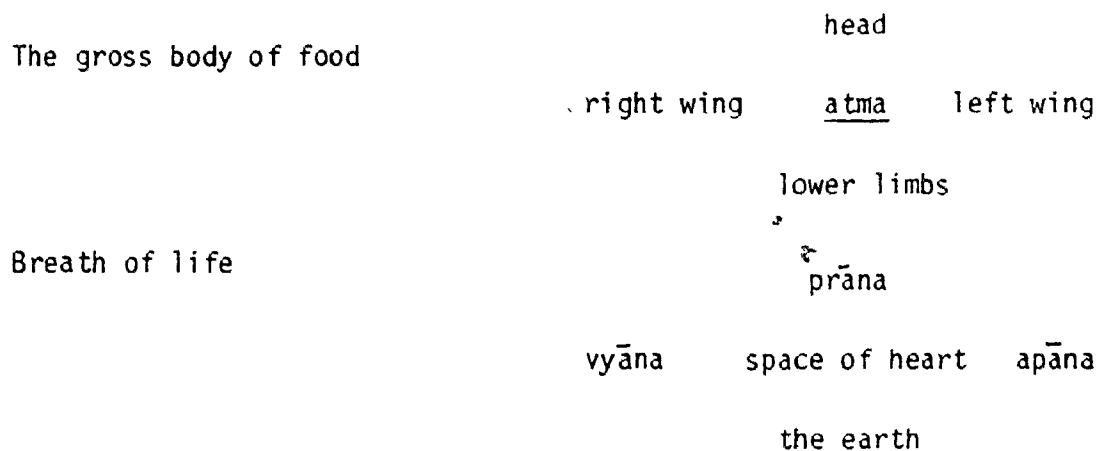 head
The gross body of food
right wing atma left wing
lower limbs
Breath of life
prāna
vyāna space of heart apāna
the earth